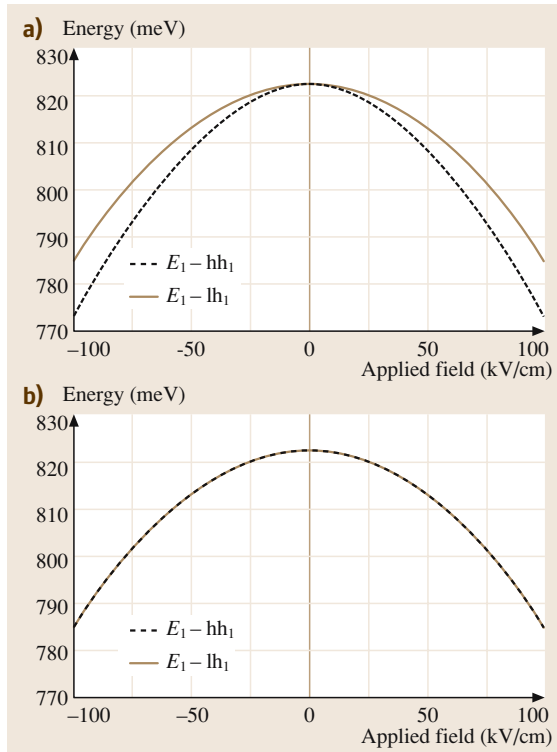 a) Energy (meV)
830
820
810
800
790
780
770
E₁ – hh₁
E₁ – lh₁
–100 -50 0 50 100
Applied field (kV/cm)
b) Energy (meV)
830
820
810
800
790
780
770
E₁ – hh₁
E₁ – lh₁
–100 -50 0 50 100
Applied field (kV/cm)